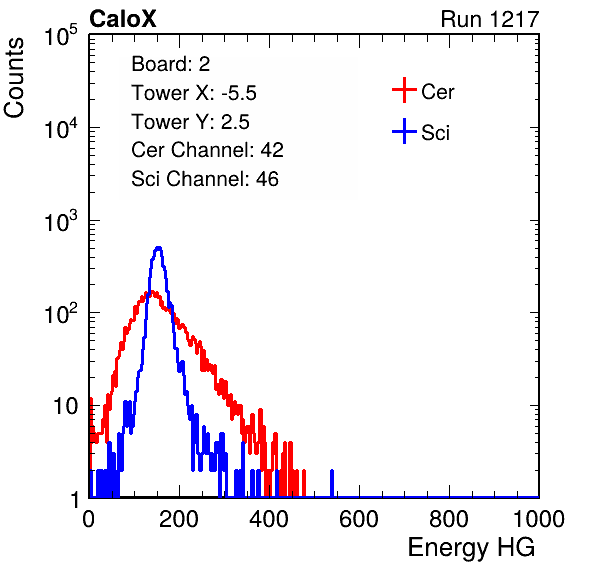 CaloX Run 1217
Counts
Board: 2
Tower X: -5.5
Tower Y: 2.5
Cer Channel: 42
Sci Channel: 46
Cer
Sci
10^5
10^4
10^3
10^2
10
1
0 200 400 600 800 1000
Energy HG